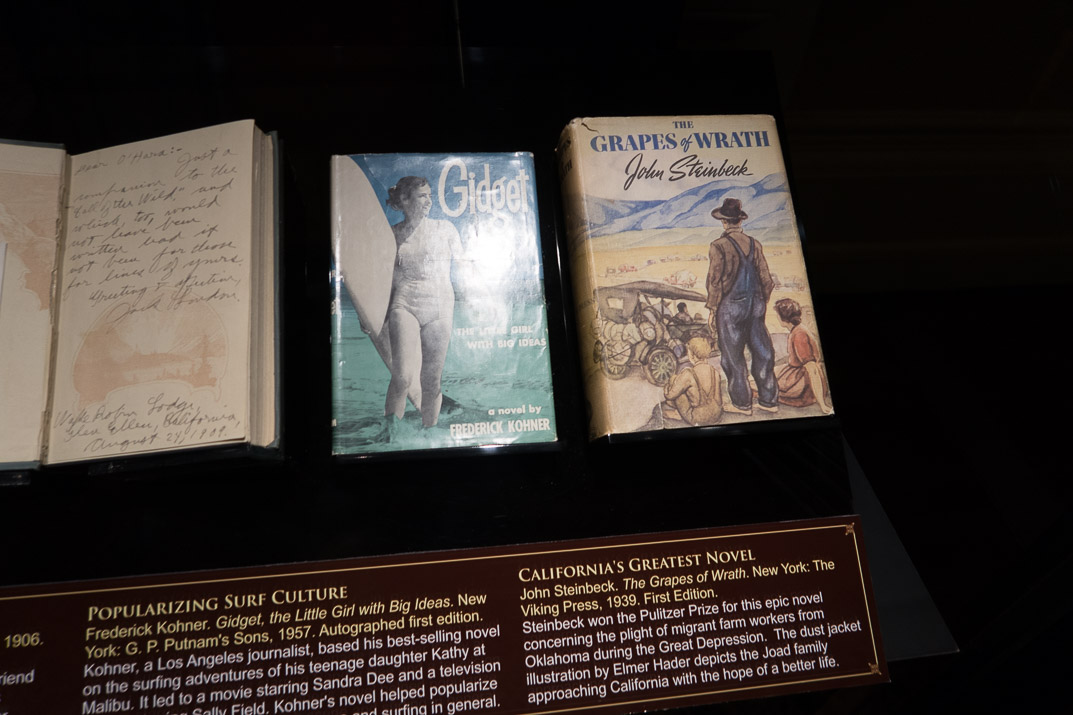 Dear O'Hara:- Just a
companion to the
"Call of the Wild," and
which, too, would
not have been
written had it
not been for those
for lines of yours.
Greeting & affection,
Jack London.
Wake Robin Lodge,
Glen Ellen, California
August 24, 1909.
Gidget
THE LITTLE GIRL
WITH BIG IDEAS
a novel by
FREDERICK KOHNER
THE
GRAPES of WRATH
John Steinbeck
1906.
riend
POPULARIZING SURF CULTURE
Frederick Kohner. Gidget, the Little Girl with Big Ideas. New
York: G. P. Putnam's Sons, 1957. Autographed first edition.
Kohner, a Los Angeles journalist, based his best-selling novel
on the surfing adventures of his teenage daughter Kathy at
Malibu. It led to a movie starring Sandra Dee and a television
Sally Field. Kohner's novel helped popularize
and surfing in general.
CALIFORNIA'S GREATEST NOVEL
John Steinbeck. The Grapes of Wrath. New York: The
Viking Press, 1939. First Edition.
Steinbeck won the Pulitzer Prize for this epic novel
concerning the plight of migrant farm workers from
Oklahoma during the Great Depression. The dust jacket
illustration by Elmer Hader depicts the Joad family
approaching California with the hope of a better life.